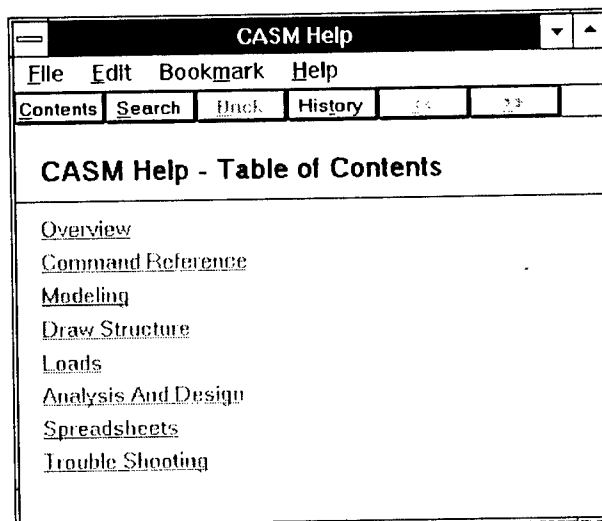 CASM Help
File Edit Bookmark Help
Contents Search Back History << >>
CASM Help - Table of Contents
Overview
Command Reference
Modeling
Draw Structure
Loads
Analysis And Design
Spreadsheets
Trouble Shooting